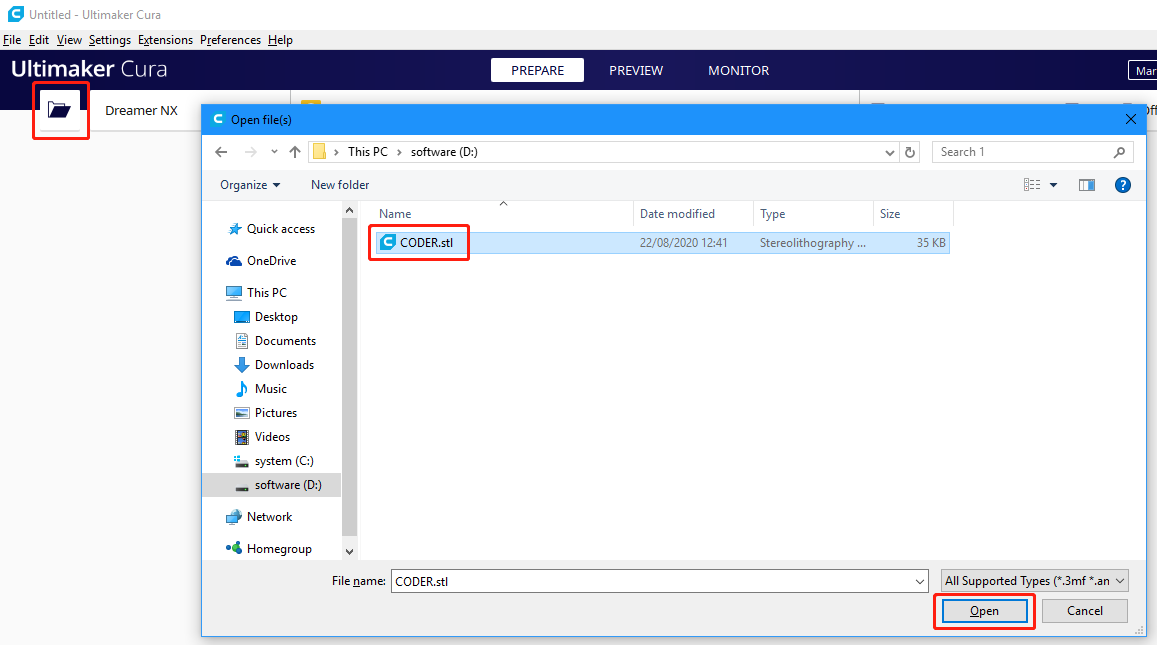 Untitled - Ultimaker Cura
File Edit View Settings Extensions Preferences Help
Ultimaker Cura
PREPARE
PREVIEW
MONITOR
Mar
Dreamer NX
Open file(s)
This PC > software (D:)
Search 1
Organize
New folder
Name
Date modified
Type
Size
CODER.stl
22/08/2020 12:41
Stereolithography ...
35 KB
Quick access
OneDrive
This PC
Desktop
Documents
Downloads
Music
Pictures
Videos
system (C:)
software (D:)
Network
Homegroup
File name:
CODER.stl
All Supported Types (*.3mf *.an
Open
Cancel